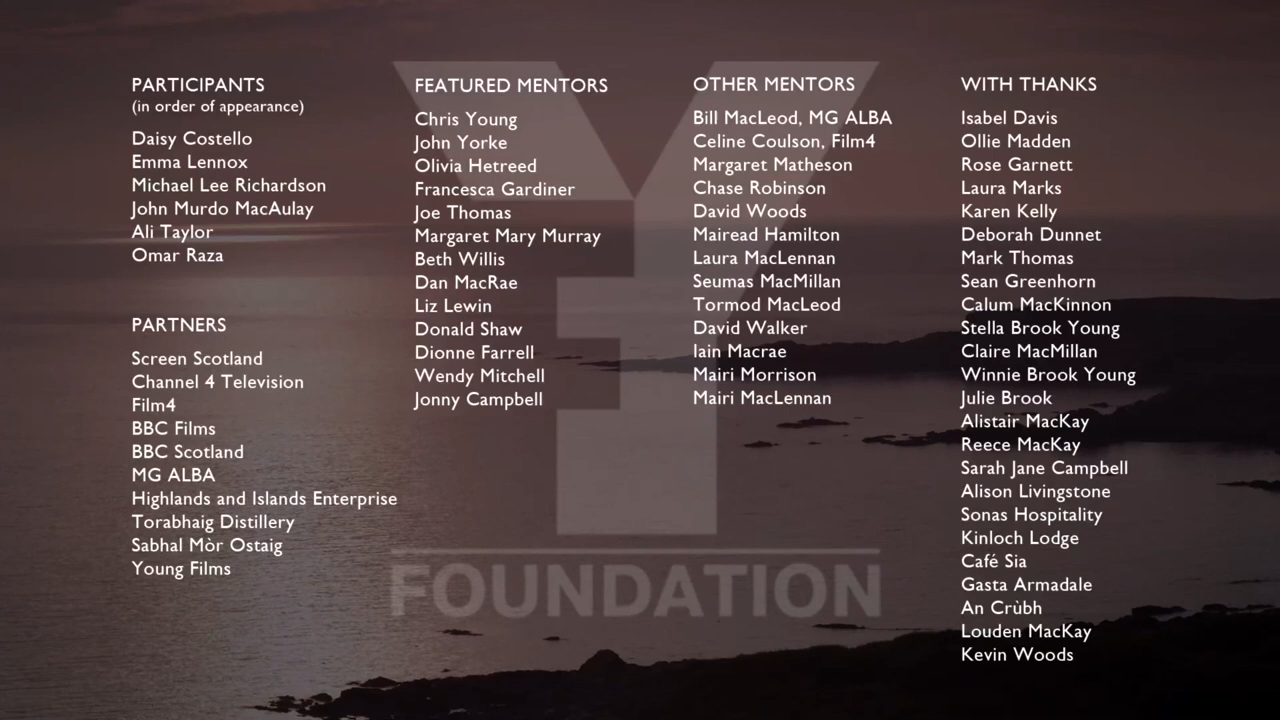 PARTICIPANTS
(in order of appearance)
Daisy Costello
Emma Lennox
Michael Lee Richardson
John Murdo MacAulay
Ali Taylor
Omar Raza
PARTNERS
Screen Scotland
Channel 4 Television
Film4
BBC Films
BBC Scotland
MG ALBA
Highlands and Islands Enterprise
Torabhaig Distillery
Sabhal Mòr Ostaig
Young Films
FEATURED MENTORS
Chris Young
John Yorke
Olivia Hetreed
Francesca Gardiner
Joe Thomas
Margaret Mary Murray
Beth Willis
Dan MacRae
Liz Lewin
Donald Shaw
Dionne Farrell
Wendy Mitchell
Jonny Campbell
OTHER MENTORS
Bill MacLeod, MG ALBA
Celine Coulson, Film4
Margaret Matheson
Chase Robinson
David Woods
Mairead Hamilton
Laura MacLennan
Seumas MacMillan
Tormod MacLeod
David Walker
Iain Macrae
Mairi Morrison
Mairi MacLennan
WITH THANKS
Isabel Davis
Ollie Madden
Rose Garnett
Laura Marks
Karen Kelly
Deborah Dunnet
Mark Thomas
Sean Greenhorn
Calum MacKinnon
Stella Brook Young
Claire MacMillan
Winnie Brook Young
Julie Brook
Alistair MacKay
Reece MacKay
Sarah Jane Campbell
Alison Livingstone
Sonas Hospitality
Kinloch Lodge
Café Sia
Gasta Armadale
An Crùbh
Louden MacKay
Kevin Woods
YF
FOUNDATION